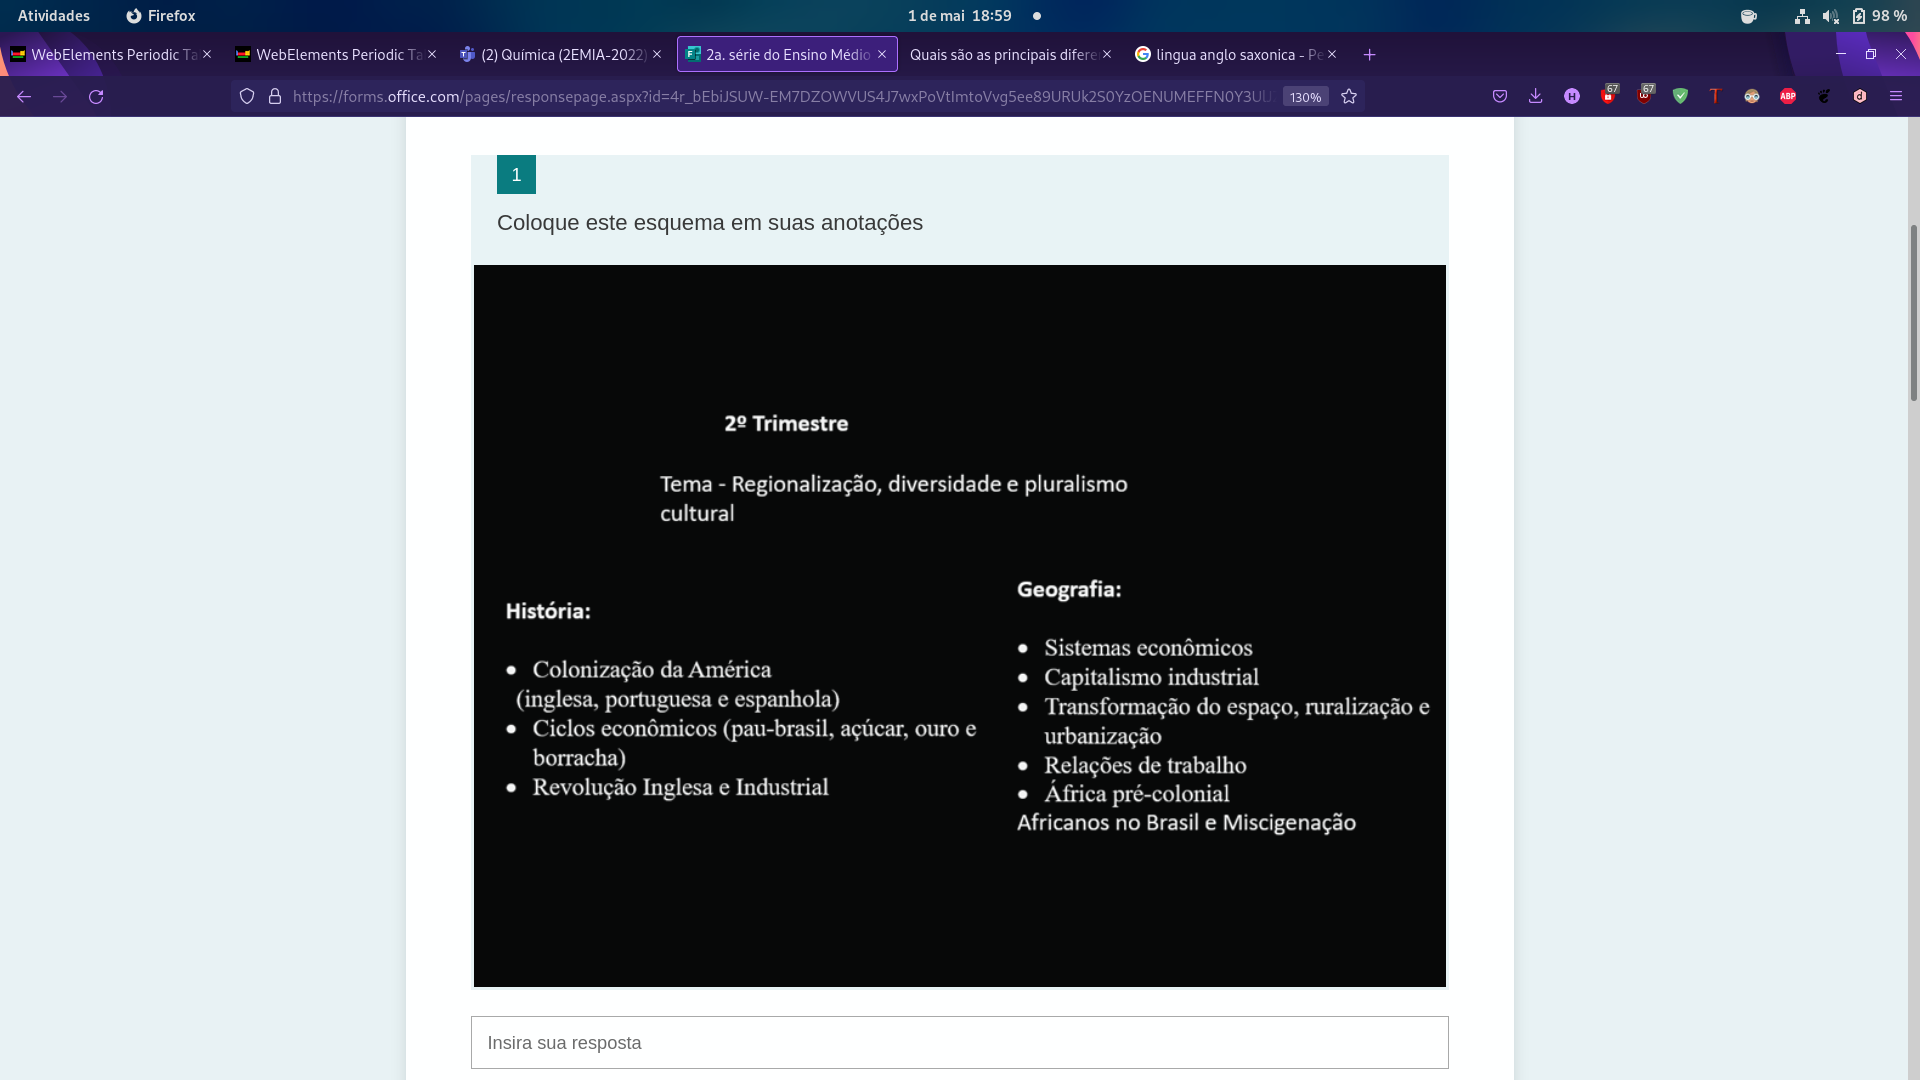 Atividades
Firefox
1 de mai 18:59
98 %
WebElements Periodic Ta
WebElements Periodic Ta
(2) Química (2EMIA-2022)
2a. série do Ensino Médio
Quais são as principais difere
lingua anglo saxonica - Pe
https://forms.office.com/pages/responsepage.aspx?id=4r_bEbiJSUW-EM7DZOWVUS4J7wxPoVtImtoVvg5ee89URUk2S0YzOENUMEFFN0Y3UU
130%
67
67
ABP
1
Coloque este esquema em suas anotações
2º Trimestre
Tema - Regionalização, diversidade e pluralismo
cultural
História:
• Colonização da América
(inglesa, portuguesa e espanhola)
• Ciclos econômicos (pau-brasil, açúcar, ouro e
borracha)
• Revolução Inglesa e Industrial
Geografia:
• Sistemas econômicos
• Capitalismo industrial
• Transformação do espaço, ruralização e
urbanização
• Relações de trabalho
• África pré-colonial
Africanos no Brasil e Miscigenação
Insira sua resposta